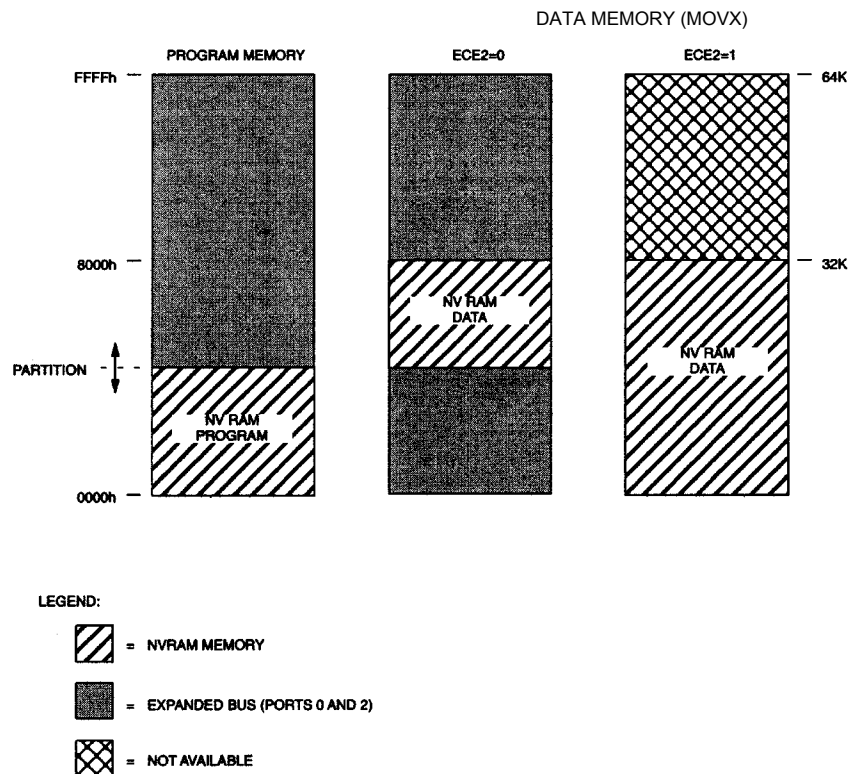 DATA MEMORY (MOVX)
PROGRAM MEMORY
ECE2=0
ECE2=1
FFFFh
64K
8000h
32K
NV RAM
DATA
NV RAM
DATA
PARTITION
NV RAM
PROGRAM
0000h
LEGEND:
= NVRAM MEMORY
= EXPANDED BUS (PORTS 0 AND 2)
= NOT AVAILABLE